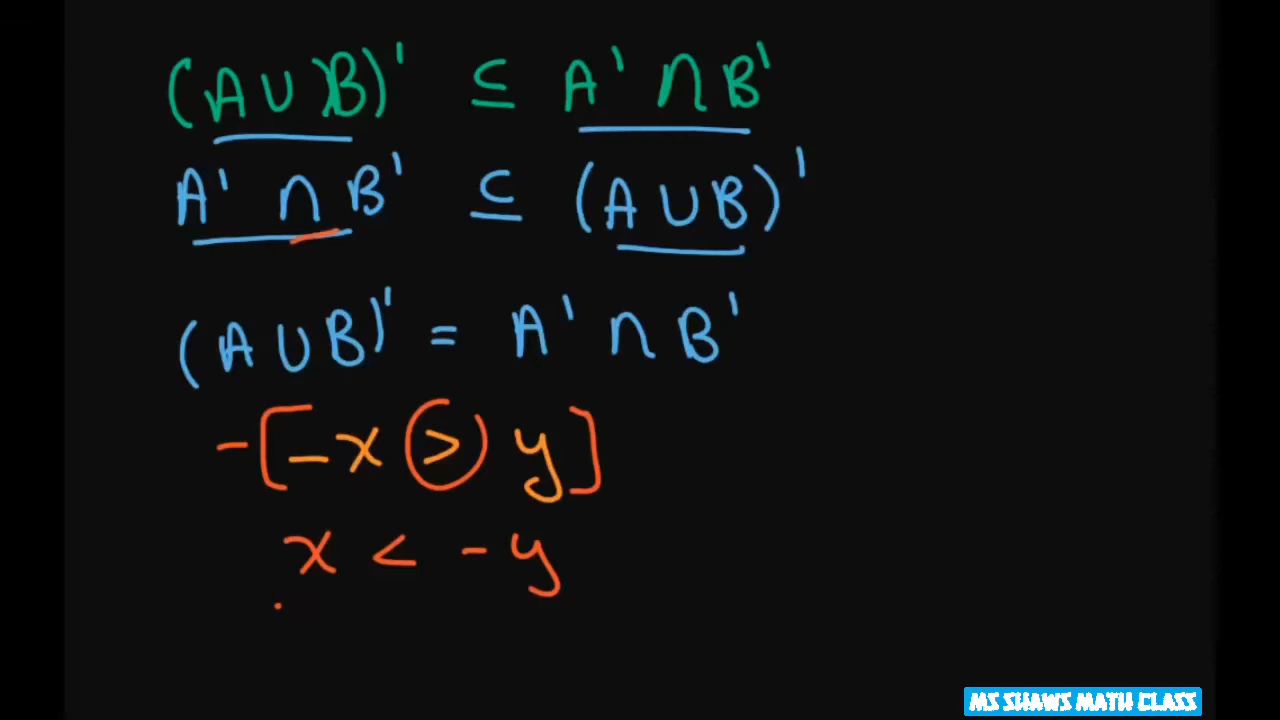 (A∪B)' ⊆ A' ∩ B'
A' ∩ B' ⊆ (A ∪ B)'
(A∪B)' = A' ∩ B'
-[-x > y]
x < -y
MS SHAWS MATH CLASS